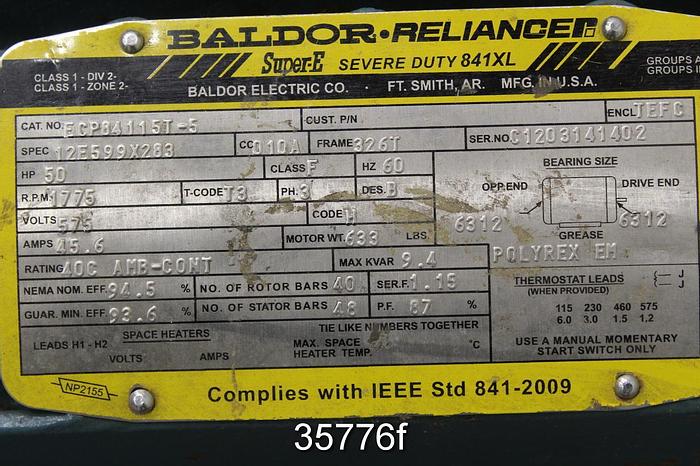 BALDOR•RELIANCER
Super-E SEVERE DUTY 841XL
CLASS 1 - DIV 2-
CLASS 1 - ZONE 2-
GROUPS
GROUPS
BALDOR ELECTRIC CO. • FT. SMITH, AR. MFG. IN U.S.A.
CAT. NO. ECP84115T-5 CUST. P/N ENCL TEFC
SPEC 12E599X283 CC 010A FRAME 326T SER.NO. C1203141402
HP 50 CLASS F HZ 60
R.P.M. 1775 T-CODE T3 PH. 3 DES. B
VOLTS 575 CODE H
AMPS 45.6 MOTOR WT. 633 LBS.
RATING 40C AMB-CONT MAX KVAR 9.4
NEMA NOM. EFF. 94.5 % NO. OF ROTOR BARS 40 SER.F. 1.15
GUAR. MIN. EFF. 93.6 % NO. OF STATOR BARS 48 P.F. 87 %
SPACE HEATERS TIE LIKE NUMBERS TOGETHER
LEADS H1 - H2 MAX. SPACE
VOLTS AMPS HEATER TEMP. °C
BEARING SIZE
OPP.END DRIVE END
6312 6312
GREASE
POLYREX EM
THERMOSTAT LEADS J
(WHEN PROVIDED) J
115 230 460 575
6.0 3.0 1.5 1.2
USE A MANUAL MOMENTARY
START SWITCH ONLY
NP2155
Complies with IEEE Std 841-2009
35776f